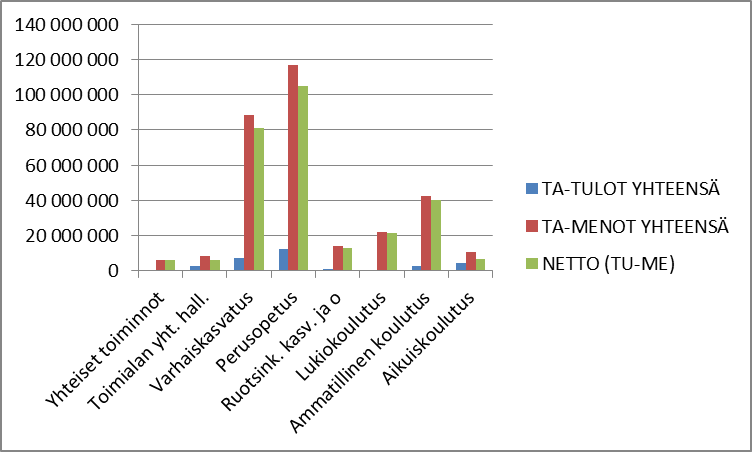 140 000 000
120 000 000
100 000 000
80 000 000
60 000 000
40 000 000
20 000 000
0
Yhteiset toiminnot
Toimialan yht. hall.
Varhaiskasvatus
Perusopetus
Ruotsink. kasv. ja o
Lukiokoulutus
Ammatillinen koulutus
Aikuiskoulutus
TA-TULOT YHTEENSÄ
TA-MENOT YHTEENSÄ
NETTO (TU-ME)